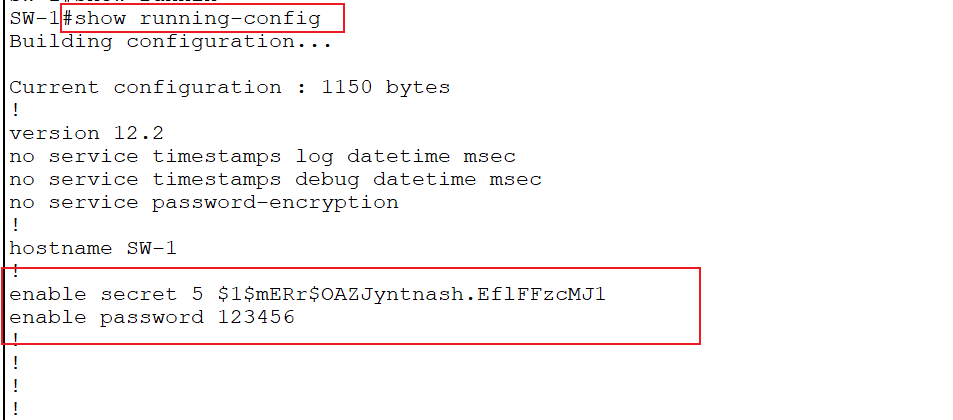 SW-1#show running-config
Building configuration...
Current configuration : 1150 bytes
!
version 12.2
no service timestamps log datetime msec
no service timestamps debug datetime msec
no service password-encryption
!
hostname SW-1
!
enable secret 5 $1$mERr$OAZJyntnash.EflFFzcMJ1
enable password 123456
!
!
!
!